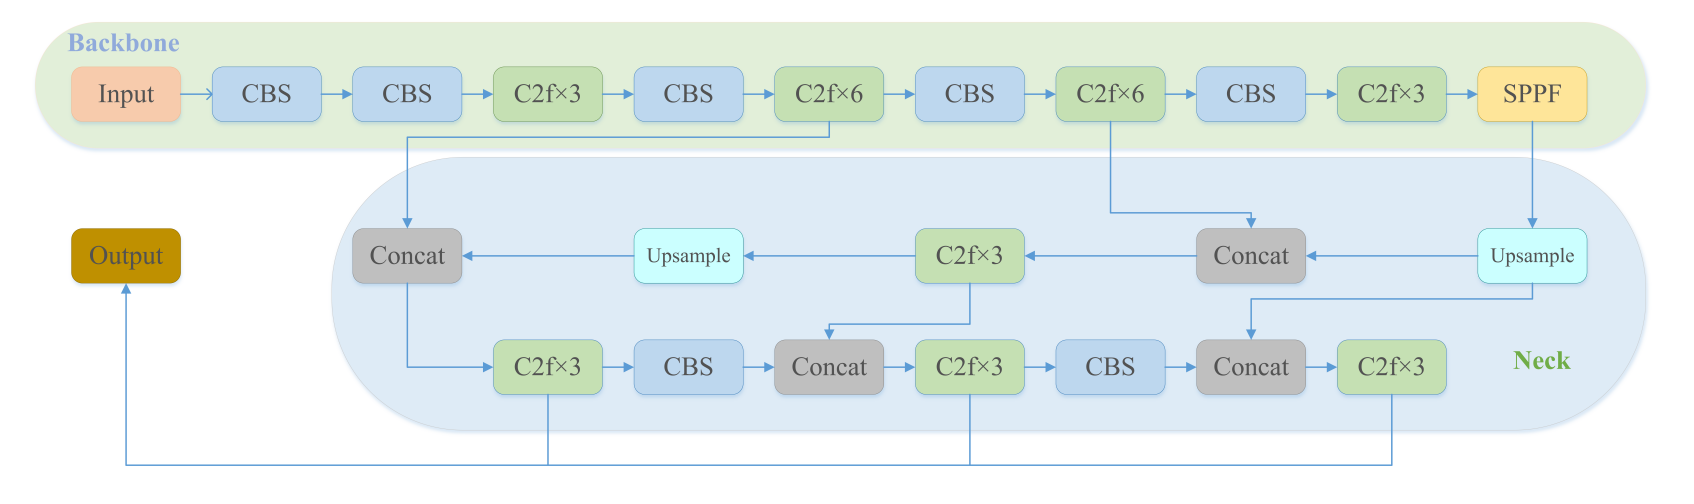 Backbone
Input
CBS
CBS
C2f×3
CBS
C2f×6
CBS
C2f×6
CBS
C2f×3
SPPF
Output
Concat
Upsample
C2f×3
Concat
Upsample
C2f×3
CBS
Concat
C2f×3
CBS
Concat
C2f×3
Neck